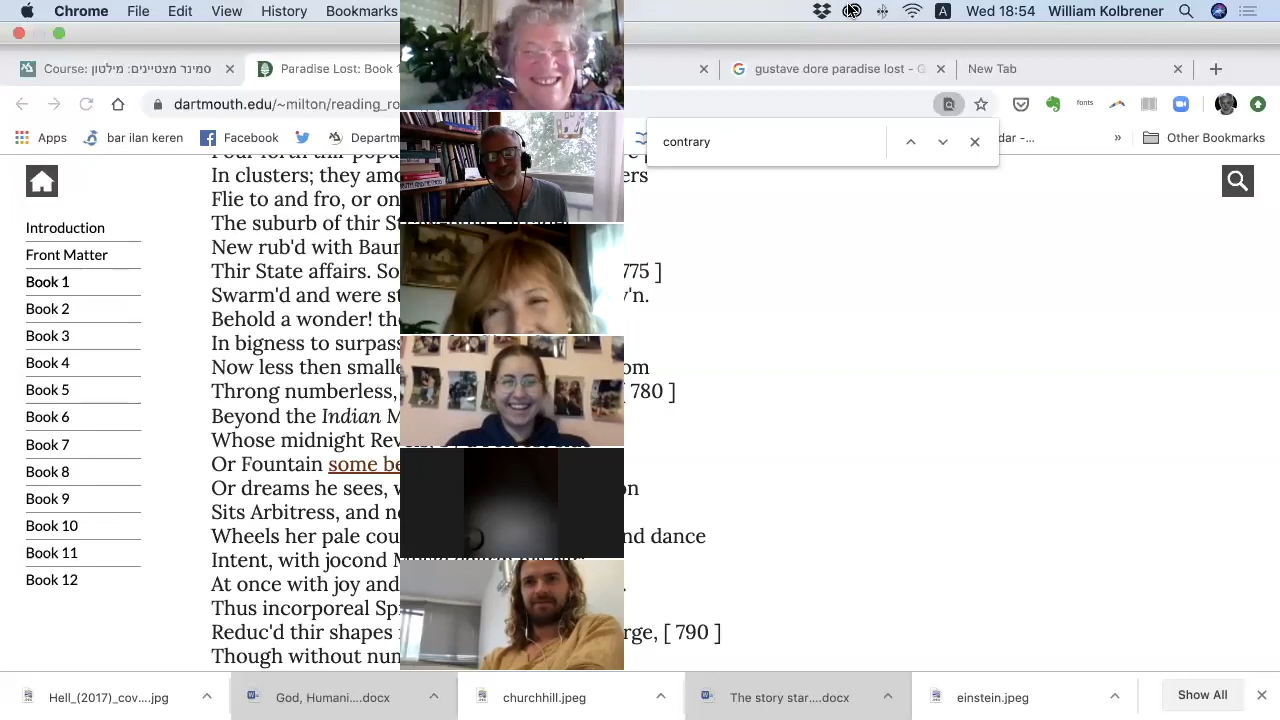 Chrome File Edit View History Bookmarks
Wed 18:54 William Kolbrener
Course: סמינר מצטיינים: מילטון
Paradise Lost: Book 1
gustave dore paradise lost - G
New Tab
dartmouth.edu/~milton/reading_ro
fonts
Apps bar ilan keren Facebook Departm
dar -... » Other Bookmarks
contrary
In clusters; they amo
ers
Flie to and fro, or on
The suburb of thir
New rub'd with Baum
Thir State affairs. So
775 ]
Swarm'd and were
v'n.
Behold a wonder!
In bigness to surpass
Now less then smalle
om
Throng numberless,
[ 780 ]
Beyond the Indian M
Whose midnight
Or Fountain some be
Or dreams he sees,
on
Sits Arbitress, and
Wheels her pale cou
nd dance
Intent, with jocond
At once with joy and
Thus incorporeal Sp
Reduc'd thir shapes
rge, [ 790 ]
Though without num
Introduction
Front Matter
Book 1
Book 2
Book 3
Book 4
Book 5
Book 6
Book 7
Book 8
Book 9
Book 10
Book 11
Book 12
Hell_(2017)_cov....jpg
God, Humani....docx
churchhill.jpeg
The story star....docx
einstein.jpeg
Show All